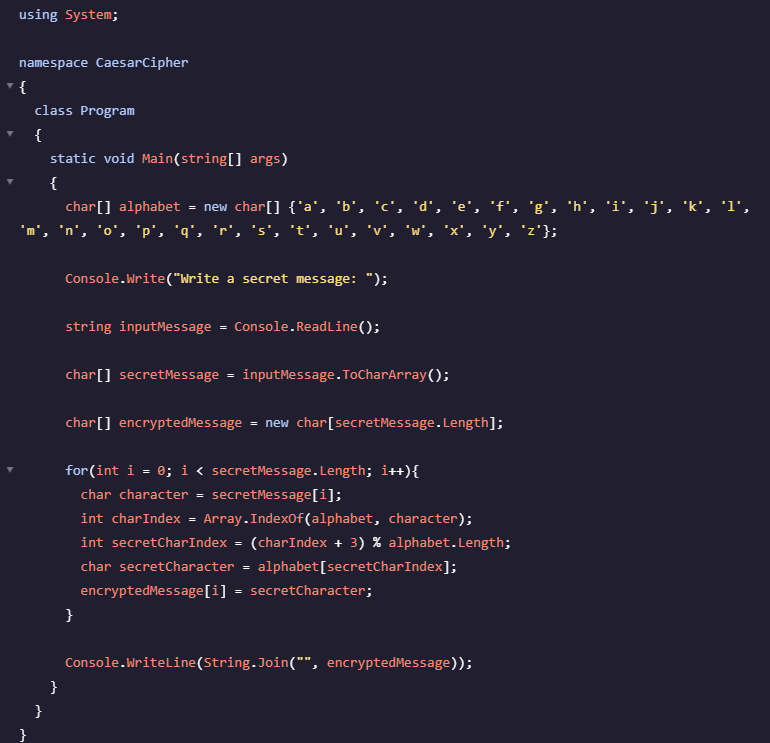 using System;

namespace CaesarCipher
{
  class Program
  {
    static void Main(string[] args)
    {
      char[] alphabet = new char[] {'a', 'b', 'c', 'd', 'e', 'f', 'g', 'h', 'i', 'j', 'k', 'l',
'm', 'n', 'o', 'p', 'q', 'r', 's', 't', 'u', 'v', 'w', 'x', 'y', 'z'};

      Console.Write("Write a secret message: ");

      string inputMessage = Console.ReadLine();

      char[] secretMessage = inputMessage.ToCharArray();

      char[] encryptedMessage = new char[secretMessage.Length];

      for(int i = 0; i < secretMessage.Length; i++){
        char character = secretMessage[i];
        int charIndex = Array.IndexOf(alphabet, character);
        int secretCharIndex = (charIndex + 3) % alphabet.Length;
        char secretCharacter = alphabet[secretCharIndex];
        encryptedMessage[i] = secretCharacter;
      }

      Console.WriteLine(String.Join("", encryptedMessage));
    }
  }
}